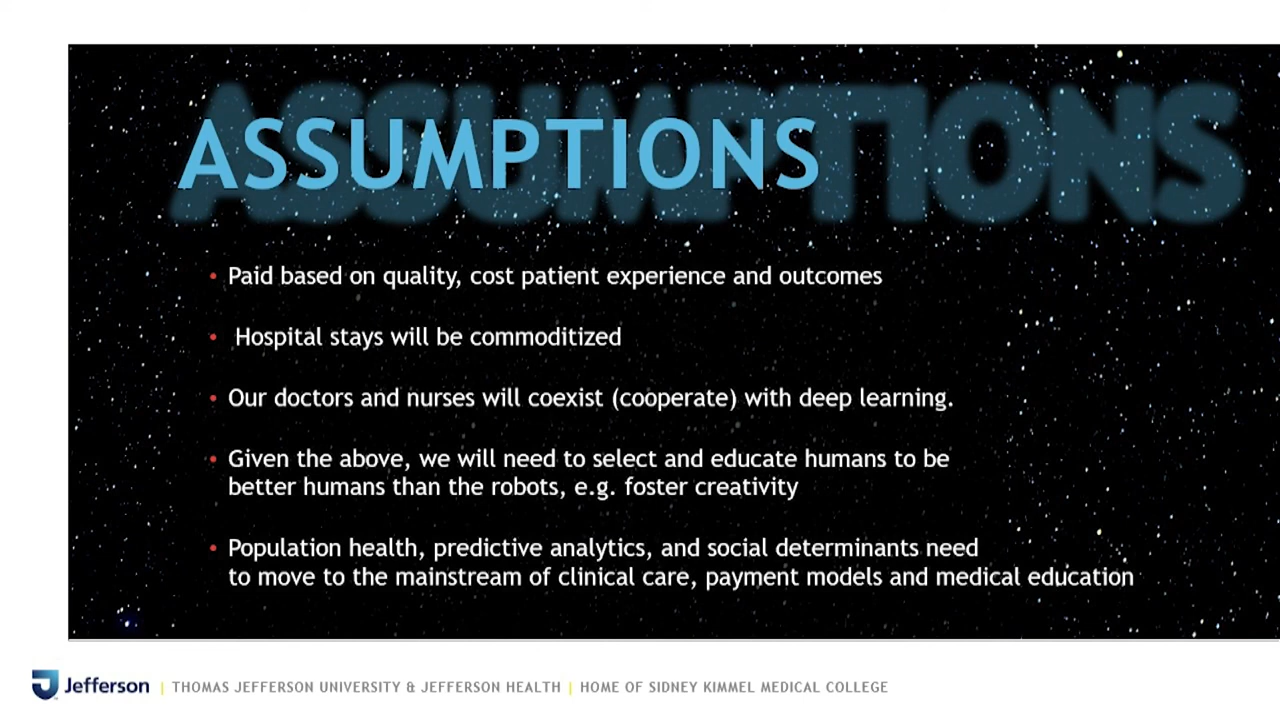 ASSUMPTIONS
• Paid based on quality, cost patient experience and outcomes
• Hospital stays will be commoditized
• Our doctors and nurses will coexist (cooperate) with deep learning.
• Given the above, we will need to select and educate humans to be
better humans than the robots, e.g. foster creativity
• Population health, predictive analytics, and social determinants need
to move to the mainstream of clinical care, payment models and medical education
Jefferson | THOMAS JEFFERSON UNIVERSITY & JEFFERSON HEALTH | HOME OF SIDNEY KIMMEL MEDICAL COLLEGE